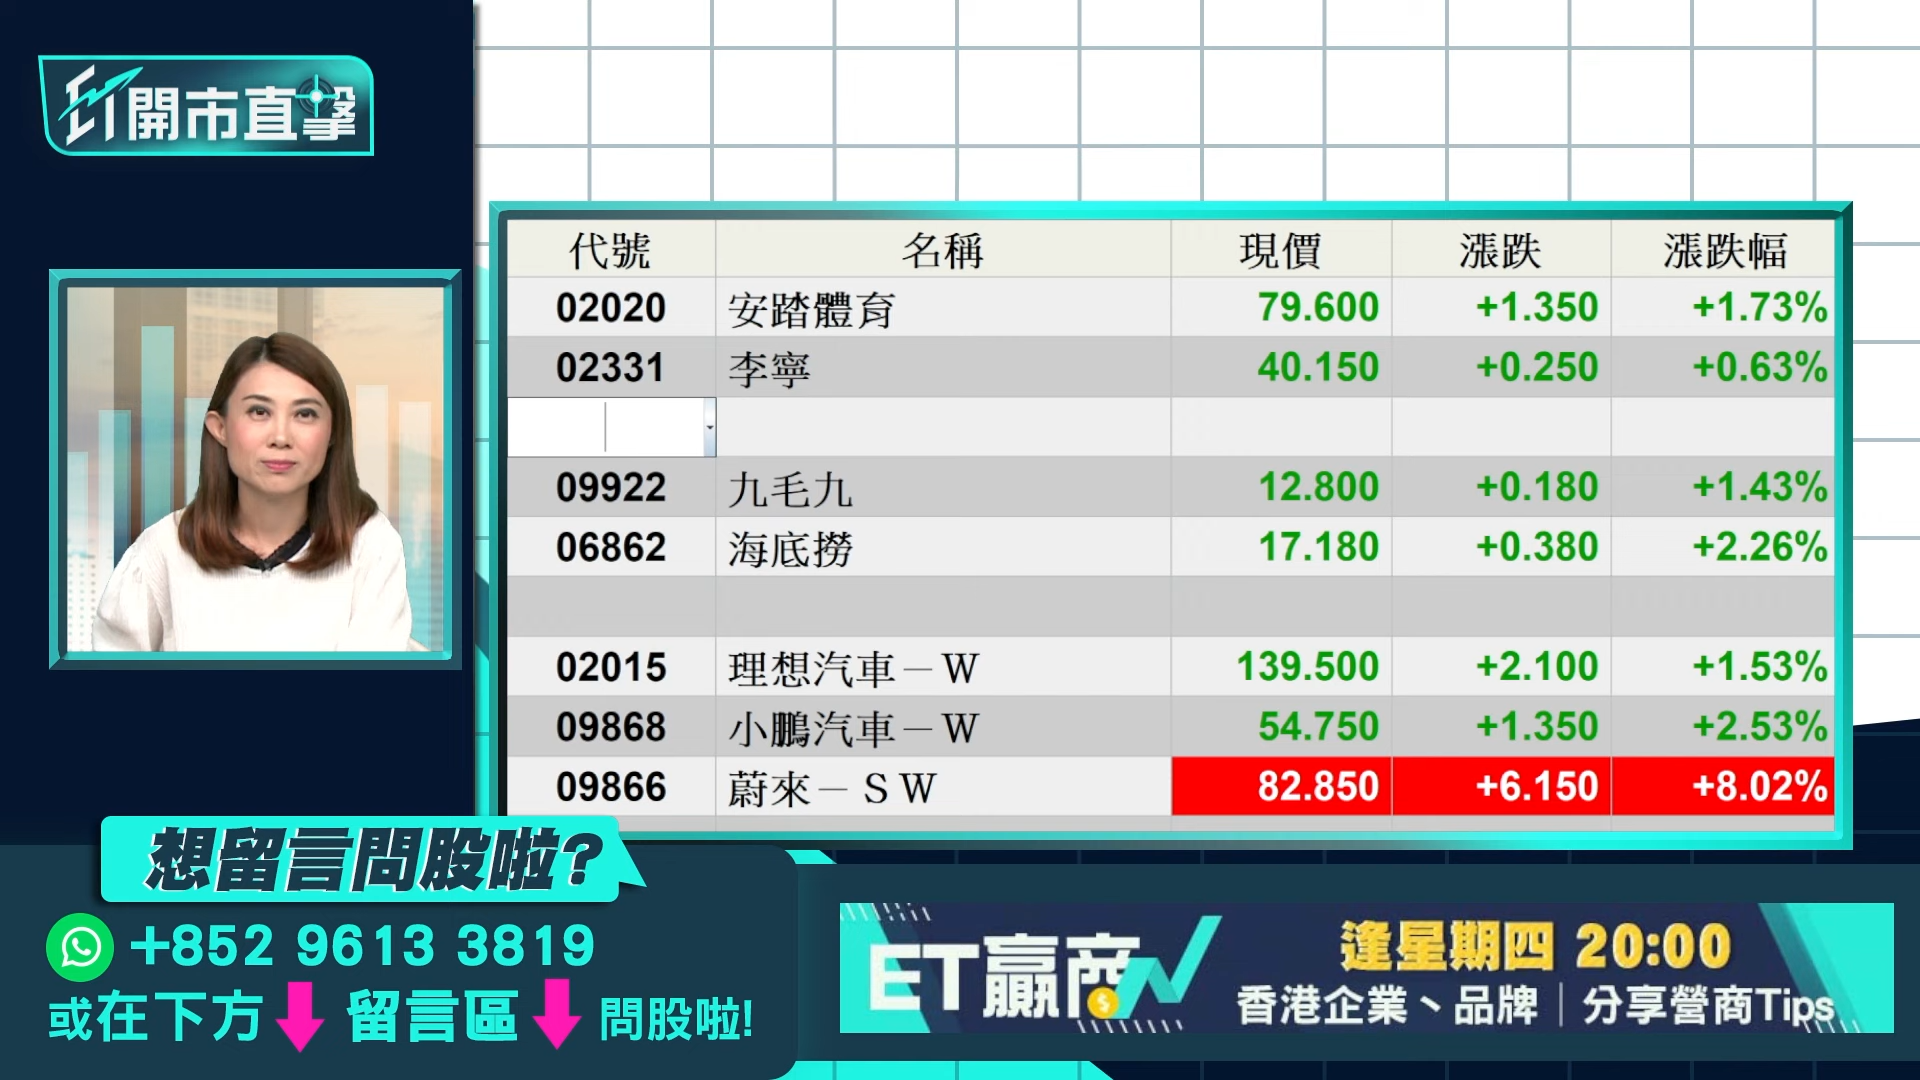 ET開市直擊
代號 名稱 現價 漲跌 漲跌幅
02020 安踏體育 79.600 +1.350 +1.73%
02331 李寧 40.150 +0.250 +0.63%
09922 九毛九 12.800 +0.180 +1.43%
06862 海底撈 17.180 +0.380 +2.26%
02015 理想汽車－W 139.500 +2.100 +1.53%
09868 小鵬汽車－W 54.750 +1.350 +2.53%
09866 蔚來－ＳＷ 82.850 +6.150 +8.02%
想留言問股啦?
+852 9613 3819
或在下方 留言區 問股啦!
ET贏商
逢星期四 20:00
香港企業、品牌｜分享營商Tips